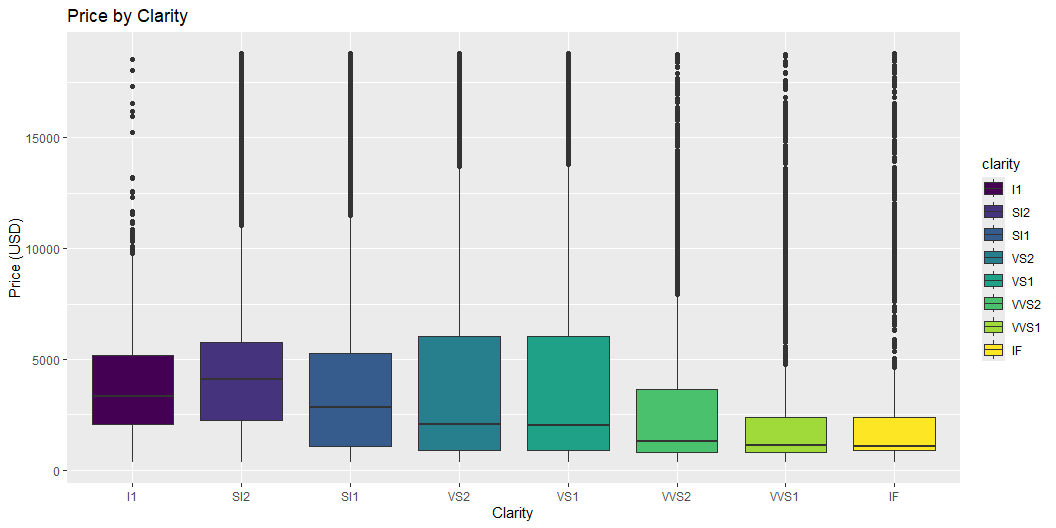 Price by Clarity
Price (USD)
15000
10000
5000
0
I1 SI2 SI1 VS2 VS1 VVS2 VVS1 IF
Clarity
clarity
I1
SI2
SI1
VS2
VS1
VVS2
VVS1
IF